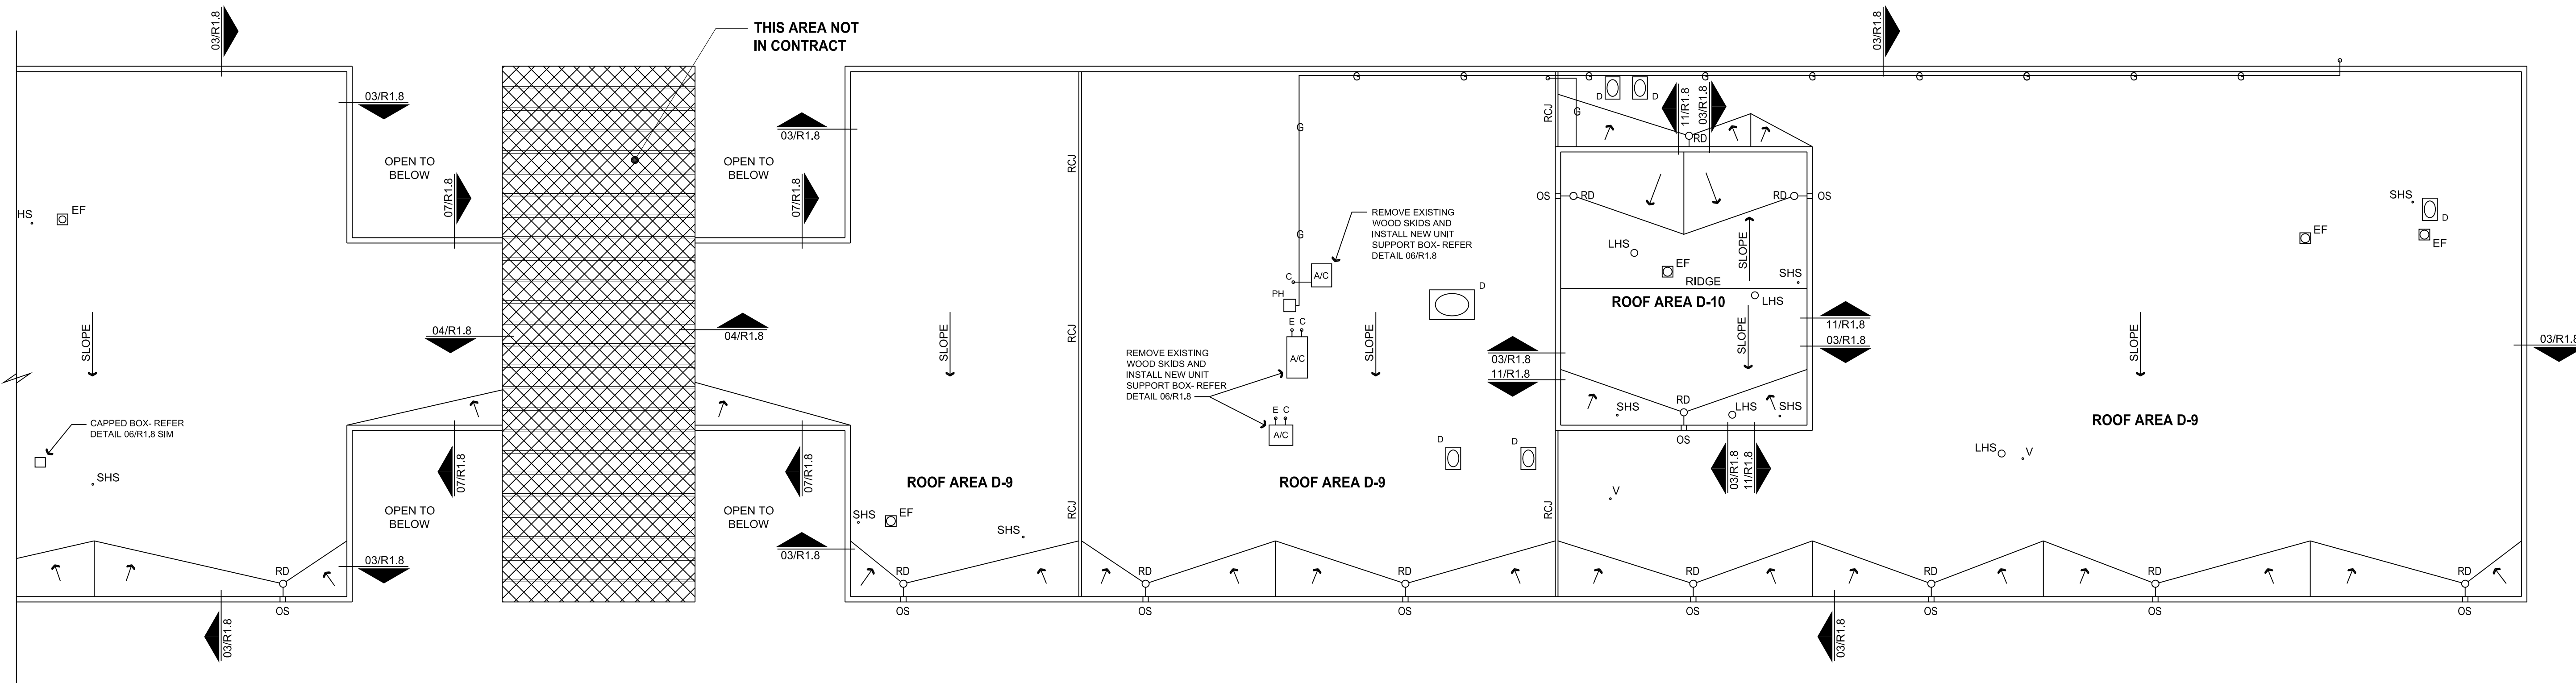 03/R1.8
THIS AREA NOT
IN CONTRACT
03/R1.8
G G G G G G G G G
03/R1.8
03/R1.8
D D
11/R1.8
03/R1.8
RCJ
G
G
RD
OPEN TO
BELOW
OPEN TO
BELOW
RCJ
07/R1.8
07/R1.8
HS
EF
OS
RD
RD
OS
SHS
D
EF
EF
REMOVE EXISTING
WOOD SKIDS AND
INSTALL NEW UNIT
SUPPORT BOX- REFER
DETAIL 06/R1.8
G
LHS
EF
SLOPE
SHS
RIDGE
C
A/C
PH
D
ROOF AREA D-10
LHS
SLOPE
04/R1.8
04/R1.8
SLOPE
RCJ
E C
A/C
SLOPE
SLOPE
11/R1.8
03/R1.8
SLOPE
03/R1.8
REMOVE EXISTING
WOOD SKIDS AND
INSTALL NEW UNIT
SUPPORT BOX- REFER
DETAIL 06/R1.8
03/R1.8
11/R1.8
E C
A/C
RD
SHS
LHS
SHS
OS
ROOF AREA D-9
CAPPED BOX- REFER
DETAIL 06/R1.8 SIM
SHS
07/R1.8
07/R1.8
D
D
03/R1.8
11/R1.8
LHS
V
ROOF AREA D-9
ROOF AREA D-9
V
OPEN TO
BELOW
OPEN TO
BELOW
RCJ
RCJ
SHS
EF
SHS
03/R1.8
03/R1.8
RD
RD
RD
RD
RD
RD
RD
RD
OS
OS
OS
OS
OS
OS
OS
OS
03/R1.8
03/R1.8